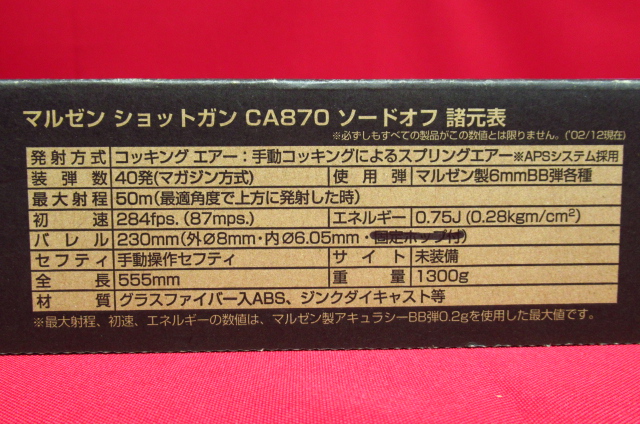 マルゼン ショットガン CA870 ソードオフ 諸元表
※必ずしもすべての製品がこの数値とは限りません。('02/12現在)
発射方式 コッキング エアー：手動コッキングによるスプリングエアー※APSシステム採用
装弾数 40発(マガジン方式) 使用弾 マルゼン製6mmBB弾各種
最大射程 50m(最適角度で上方に発射した時)
初速 284fps. (87mps.) エネルギー 0.75J (0.28kgm/cm²)
バレル 230mm(外Ø8mm・内Ø6.05mm・固定ホップ付)
セフティ 手動操作セフティ サイト 未装備
全長 555mm 重量 1300g
材質 グラスファイバー入ABS、ジンクダイキャスト等
※最大射程、初速、エネルギーの数値は、マルゼン製アキュラシーBB弾0.2gを使用した最大値です。